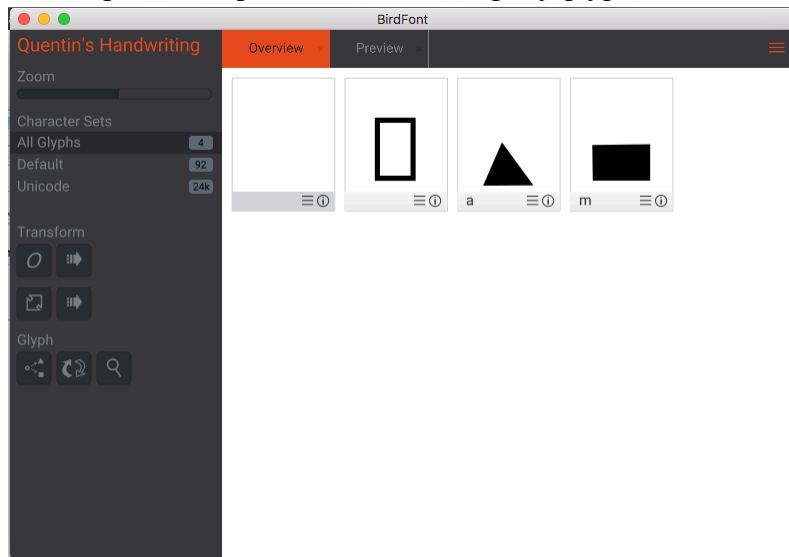 BirdFont
Quentin's Handwriting
Overview × Preview ×
Zoom
Character Sets
All Glyphs 4
Default 92
Unicode 24k
a m
Transform
Glyph